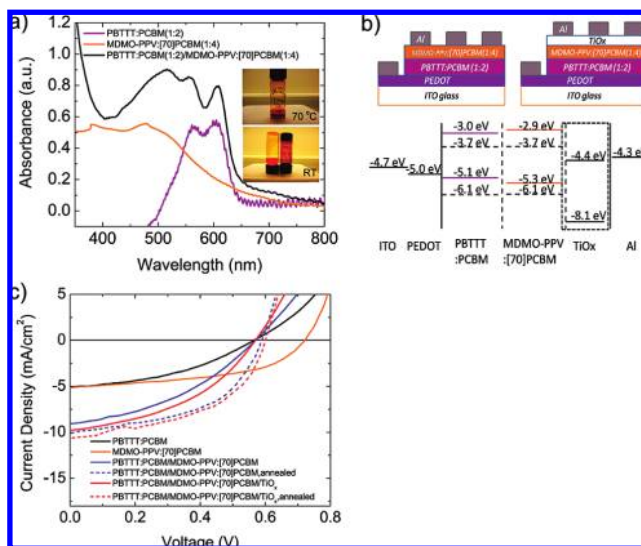 a)
PBTTT:PCBM(1:2)
MDMO-PPV:[70]PCBM(1:4)
PBTTT:PCBM(1:2)/MDMO-PPV:[70]PCBM(1:4)
1.0
0.8
0.6
0.4
0.2
0.0
Absorbance (a.u.)
70 °C
RT
400 500 600 700 800
Wavelength (nm)
b)
Al
MDMO-PPV:[70]PCBM(1:4)
PBTTT:PCBM(1:2)
PEDOT
ITO glass
Al
TiOx
MDMO-PPV:[70]PCBM(1:4)
PBTTT:PCBM(1:2)
PEDOT
ITO glass
-3.0 eV -2.9 eV
-3.7 eV -3.7 eV
-4.7 eV -5.0 eV -4.4 eV -4.3 e
-5.1 eV -5.3 eV
-6.1 eV -6.1 eV
-8.1 eV
ITO PEDOT PBTTT MDMO-PPV TiOx Al
:PCBM :[70]PCBM
c)
5
0
-5
-10
-15
Current Density (mA/cm²)
PBTTT:PCBM
MDMO-PPV:[70]PCBM
PBTTT:PCBM/MDMO-PPV:[70]PCBM
PBTTT:PCBM/MDMO-PPV:[70]PCBM,annealed
PBTTT:PCBM/MDMO-PPV:[70]PCBM/TiOx
PBTTT:PCBM/MDMO-PPV:[70]PCBM/TiOx,annealed
0.0 0.2 0.4 0.6 0.8
Voltage (V)